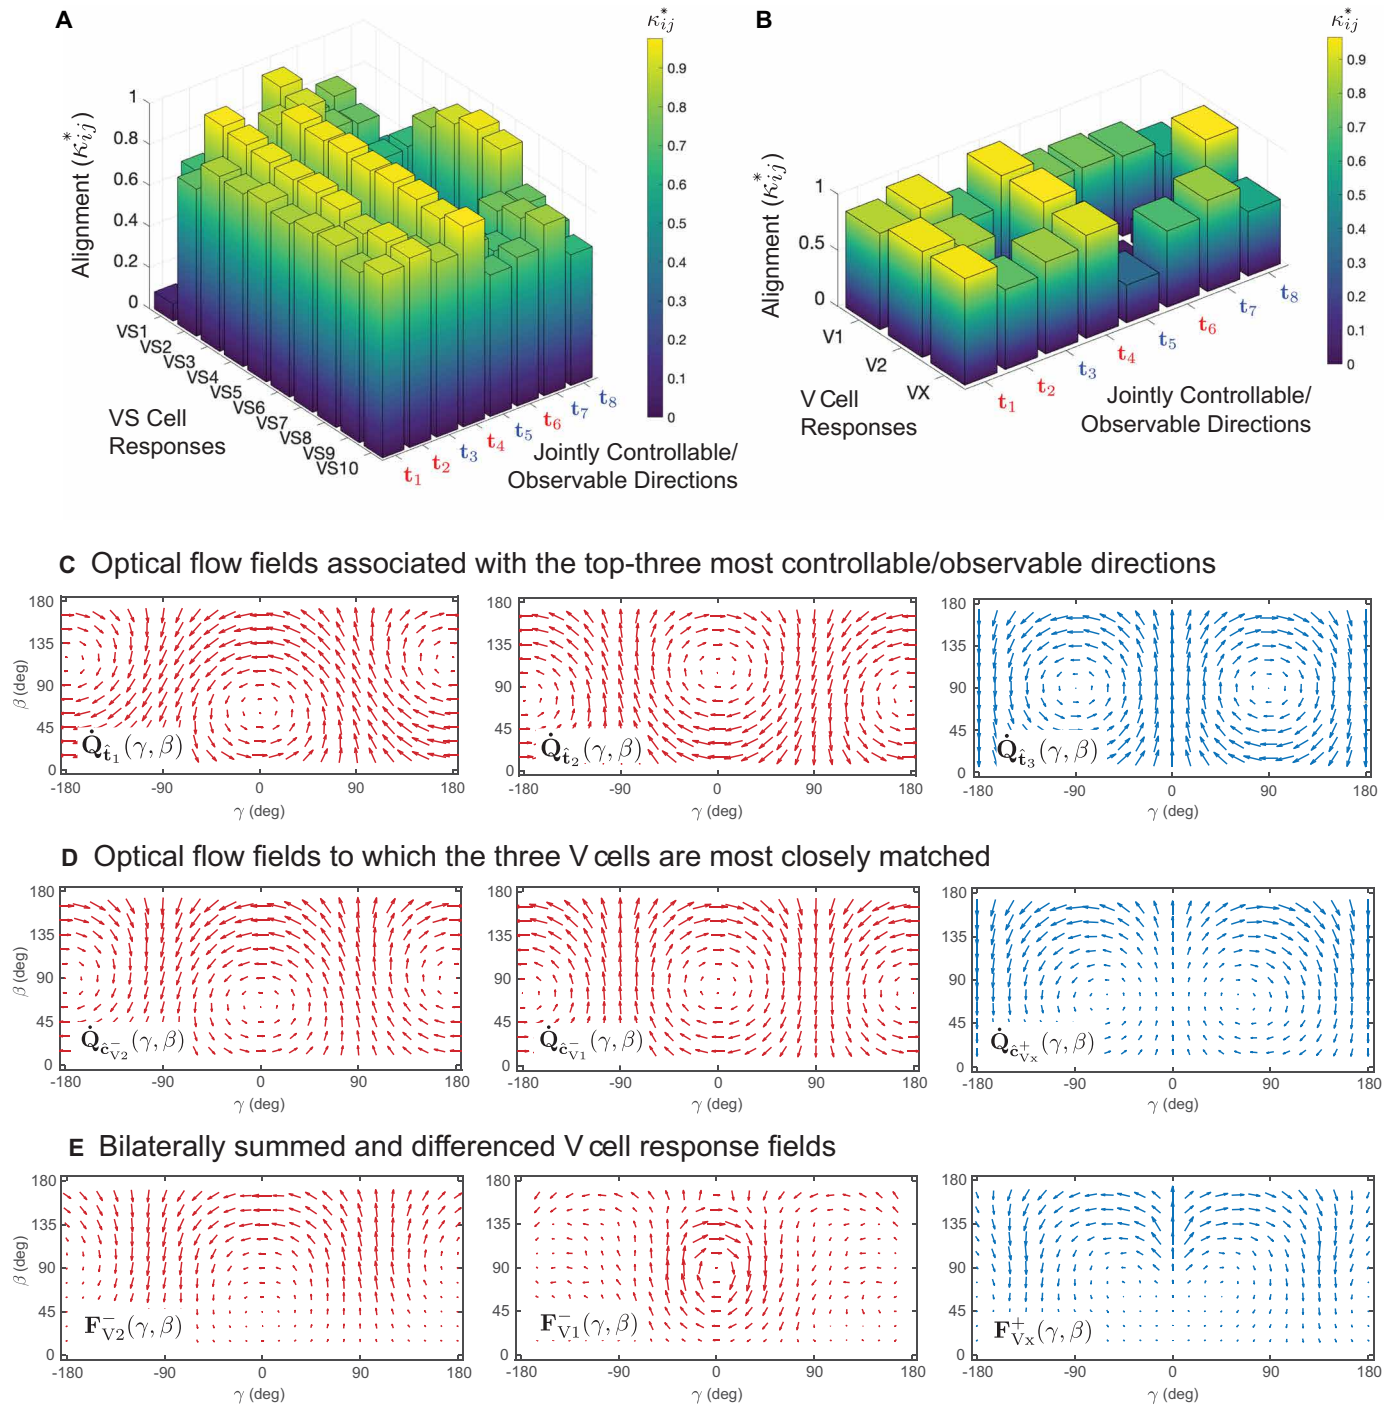 A
κ*ij
B
κ*ij
Alignment (κ*ij)
1
0.8
0.6
0.4
0.2
0
VS1
VS2
VS3
VS4
VS5
VS6
VS7
VS8
VS9
VS10
VS Cell
Responses
t1
t2
t3
t4
t5
t6
t7
t8
Jointly Controllable/
Observable Directions
0.9
0.8
0.7
0.6
0.5
0.4
0.3
0.2
0.1
0
Alignment (κ*ij)
1
0.5
0
V1
V2
VX
V Cell
Responses
t1
t2
t3
t4
t5
t6
t7
t8
Jointly Controllable/
Observable Directions
0.9
0.8
0.7
0.6
0.5
0.4
0.3
0.2
0.1
0
C Optical flow fields associated with the top-three most controllable/observable directions
β (deg)
180
135
90
45
0
Q̇t̂1(γ, β)
-180 -90 0 90 180
γ (deg)
180
135
90
45
0
Q̇t̂2(γ, β)
-180 -90 0 90 180
γ (deg)
180
135
90
45
0
Q̇t̂3(γ, β)
-180 -90 0 90 180
γ (deg)
D Optical flow fields to which the three V cells are most closely matched
β (deg)
180
135
90
45
0
Q̇ĉ−V2(γ, β)
-180 -90 0 90 180
γ (deg)
180
135
90
45
0
Q̇ĉ−V1(γ, β)
-180 -90 0 90 180
γ (deg)
180
135
90
45
0
Q̇ĉ+Vx(γ, β)
-180 -90 0 90 180
γ (deg)
E Bilaterally summed and differenced V cell response fields
β (deg)
180
135
90
45
0
F−V2(γ, β)
-180 -90 0 90 180
γ (deg)
180
135
90
45
0
F−V1(γ, β)
-180 -90 0 90 180
γ (deg)
180
135
90
45
0
F+Vx(γ, β)
-180 -90 0 90 180
γ (deg)